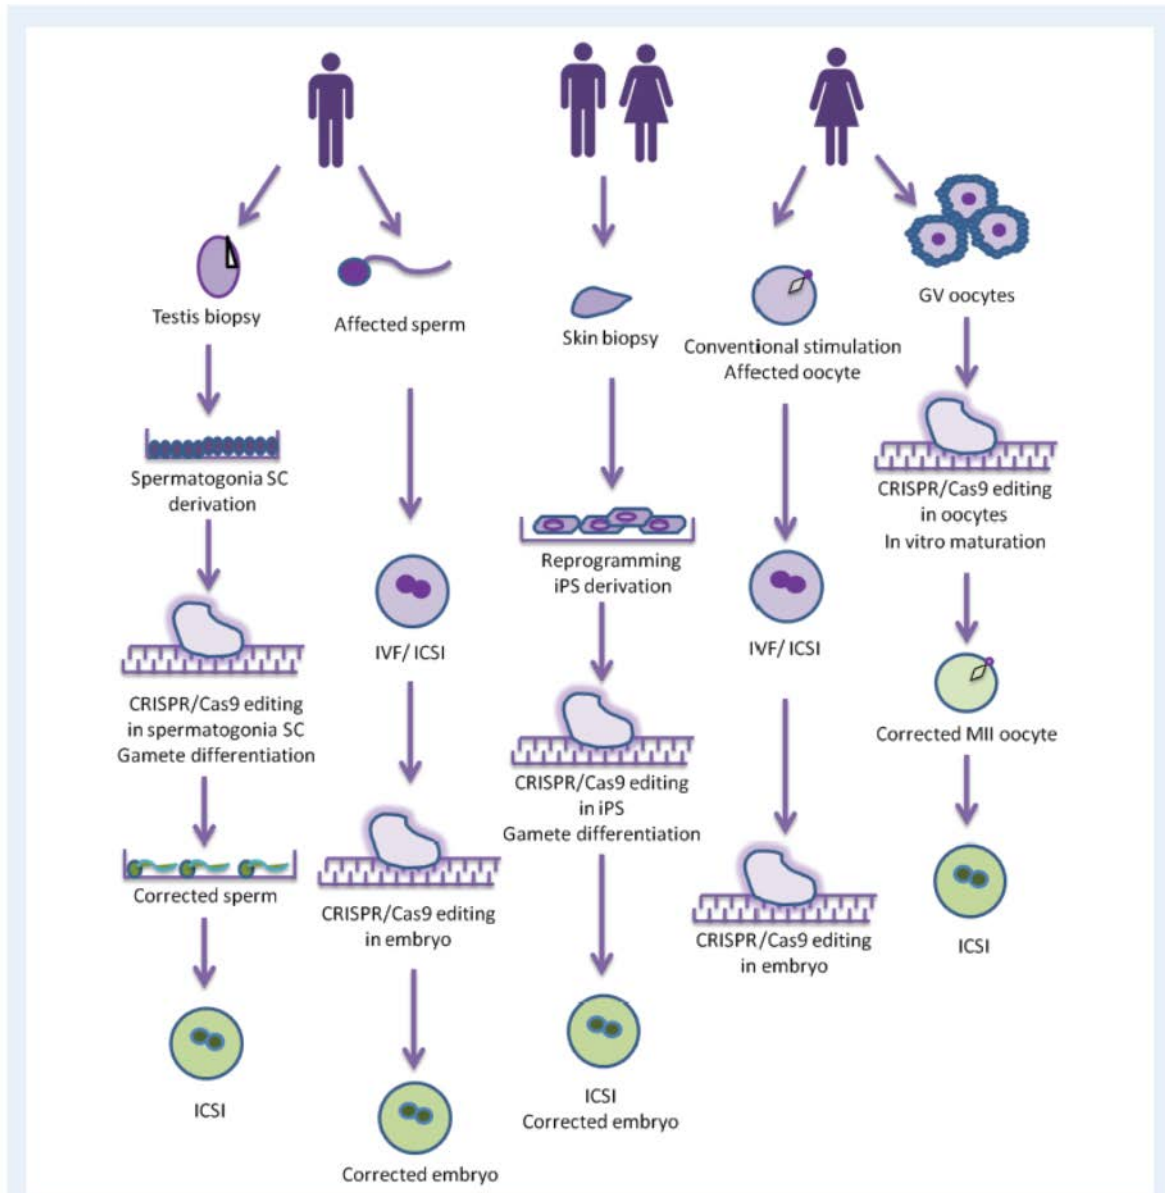 Testis biopsy
Spermatogonia SC
derivation
CRISPR/Cas9 editing
in spermatogonia SC
Gamete differentiation
Corrected sperm
ICSI
Affected sperm
IVF/ ICSI
CRISPR/Cas9 editing
in embryo
Corrected embryo
Skin biopsy
Reprogramming
iPS derivation
CRISPR/Cas9 editing
in iPS
Gamete differentiation
ICSI
Corrected embryo
Conventional stimulation
Affected oocyte
IVF/ ICSI
CRISPR/Cas9 editing
in embryo
GV oocytes
CRISPR/Cas9 editing
in oocytes
In vitro maturation
Corrected MII oocyte
ICSI